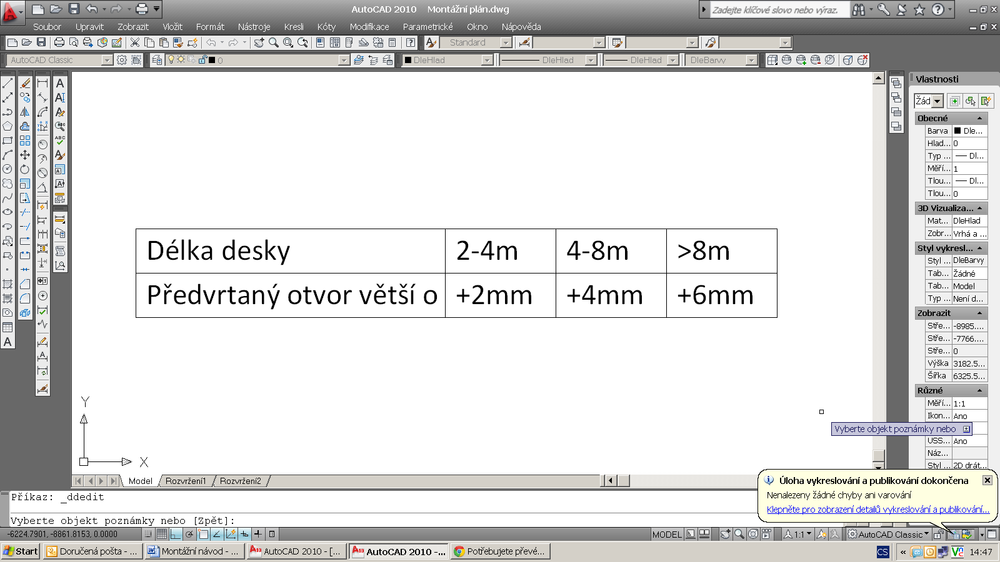 AutoCAD 2010 Montážní plán.dwg
Zadejte klíčové slovo nebo výraz.
Soubor Upravit Zobrazit Vložit Formát Nástroje Kresli Kóty Modifikace Parametrické Okno Nápověda
Standard
AutoCAD Classic 0 DleHlad DleHlad DleHlad DleBarvy
Vlastnosti
Žád
Obecné
Barva Dle...
Hlad... 0
Typ ... Dl...
Měří... 1
Tlou... Dl...
Tlou... 0
3D Vizualiza...
Mat... DleHlad
Zobr... Vrhá a ...
Styl vykresl...
Styl ... DleBarvy
Tab... Žádné
Tab... Model
Typ ... Není d...
Zobrazit
Stře... -8985....
Stře... -7766....
Stře... 0
Výška 3182.5...
Šířka 6325.5...
Různé
Měří... 1:1
Ikon... Ano
USS... Ano
Náz...
Styl ... 2D drát...
Délka desky 2-4m 4-8m >8m
Předvrtaný otvor větší o +2mm +4mm +6mm
Y
X
Vyberte objekt poznámky nebo
Model Rozvržení1 Rozvržení2
Úloha vykreslování a publikování dokončena
Nenalezeny žádné chyby ani varování
Klepněte pro zobrazení detailů vykreslování a publikování...
Příkaz: _ddedit
Vyberte objekt poznámky nebo [Zpět]:
-6224.7901, -8861.8153, 0.0000 MODEL 1:1 AutoCAD Classic
Start Doručená pošta - ... Montážní návod - ... AutoCAD 2010 - [... AutoCAD 2010 -... Potřebujete převé... CS « 14:47